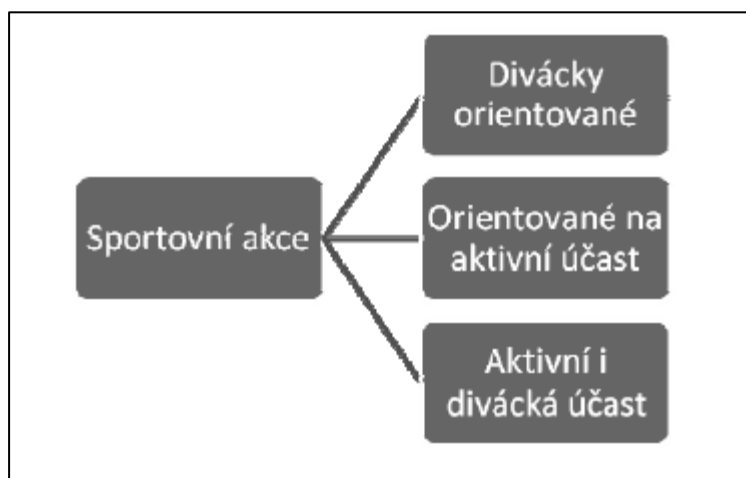 Sportovní akce
Divácky
orientované
Orientované na
aktivní účast
Aktivní i
divácká účast